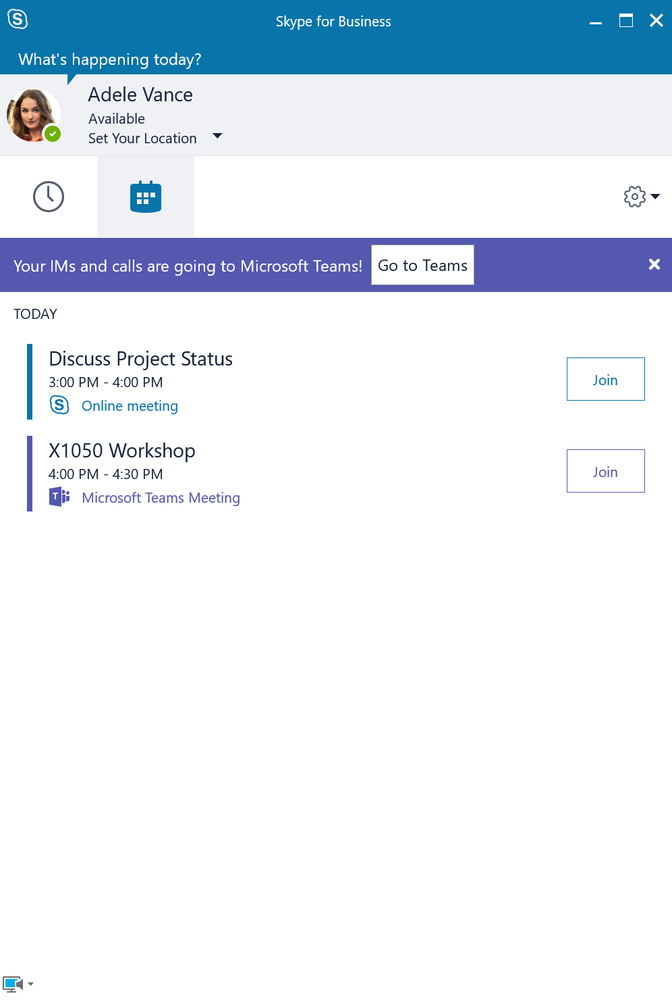 Skype for Business
What's happening today?
Adele Vance
Available
Set Your Location
Your IMs and calls are going to Microsoft Teams! Go to Teams
TODAY
Discuss Project Status
3:00 PM - 4:00 PM
Join
Online meeting
X1050 Workshop
4:00 PM - 4:30 PM
Join
Microsoft Teams Meeting